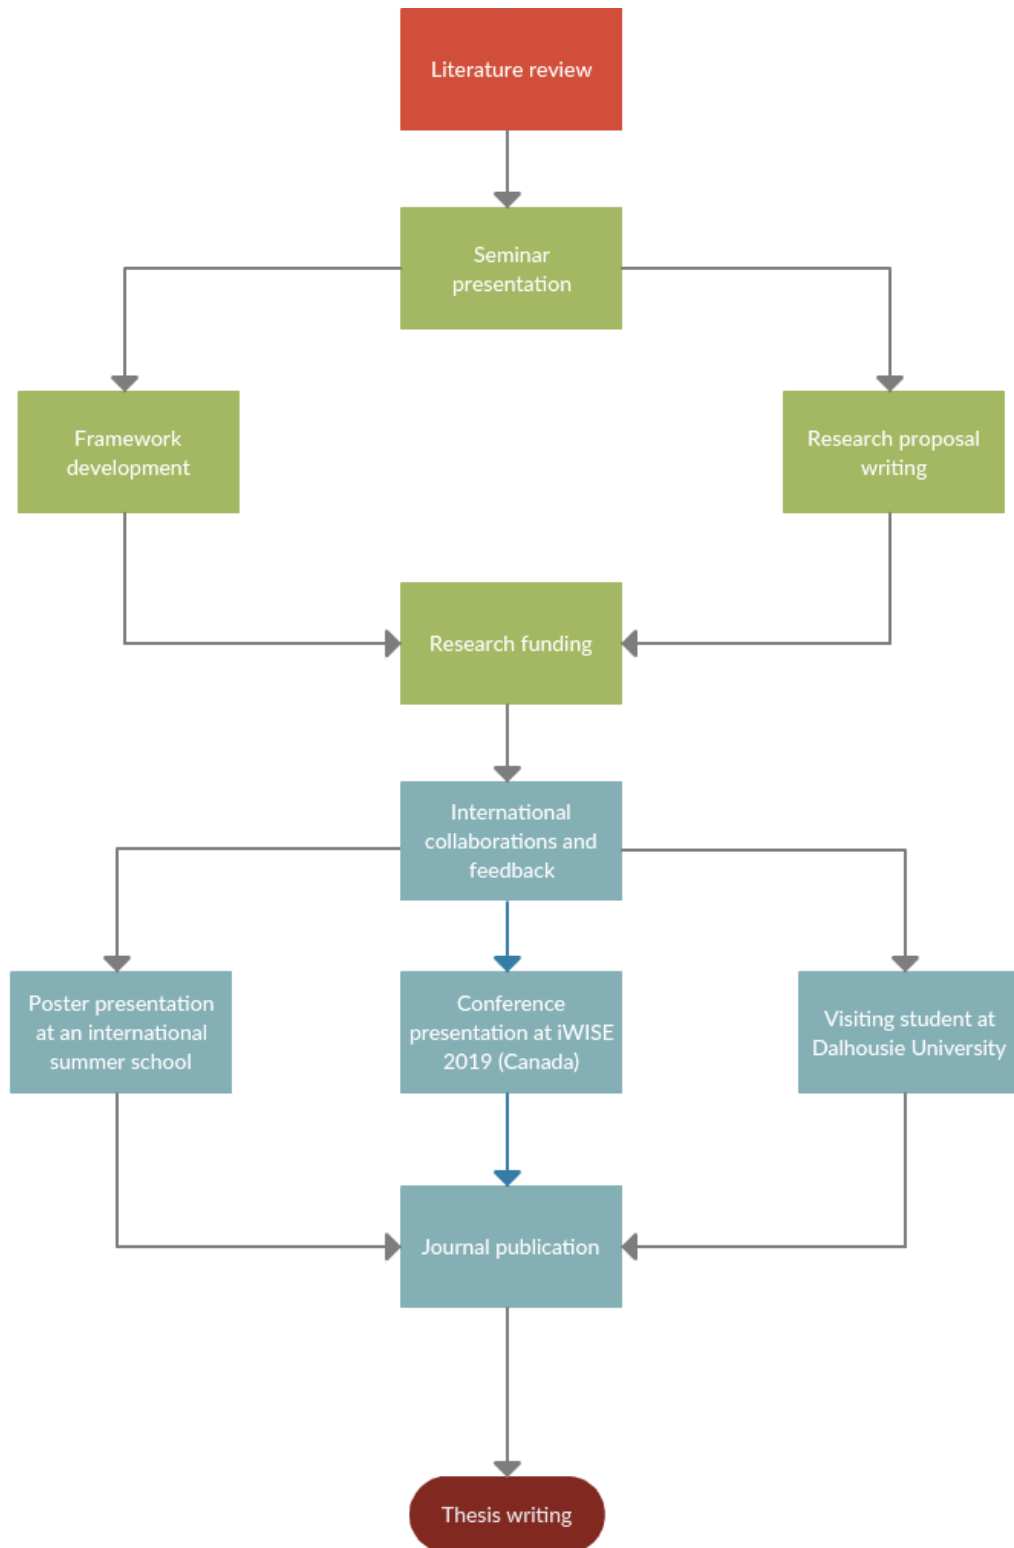 Literature review
Seminar
presentation
Framework
development
Research proposal
writing
Research funding
International
collaborations and
feedback
Poster presentation
at an international
summer school
Conference
presentation at iWISE
2019 (Canada)
Visiting student at
Dalhousie University
Journal publication
Thesis writing